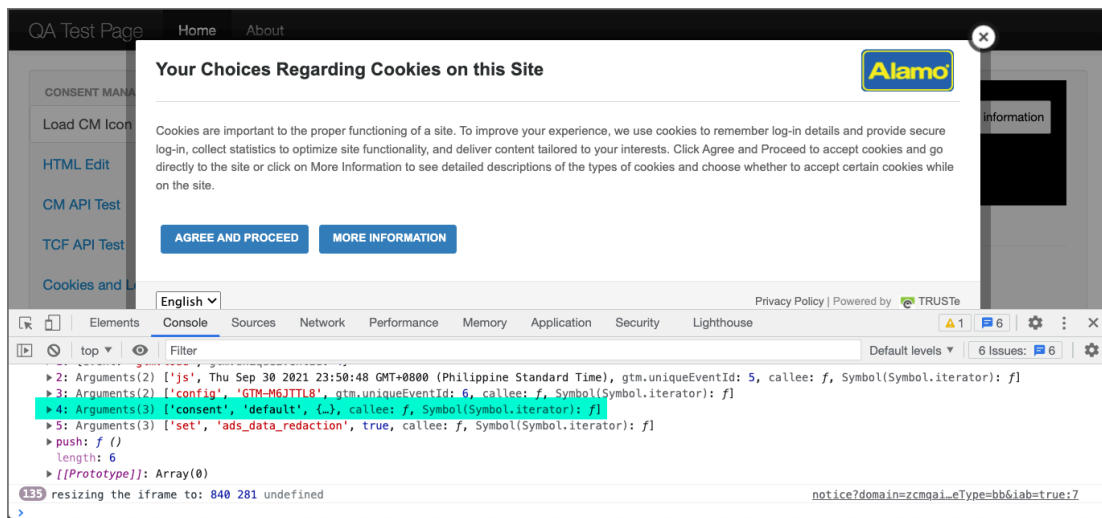 QA Test Page Home About
Your Choices Regarding Cookies on this Site
Alamo
CONSENT MANA
Load CM Icon
information
Cookies are important to the proper functioning of a site. To improve your experience, we use cookies to remember log-in details and provide secure
log-in, collect statistics to optimize site functionality, and deliver content tailored to your interests. Click Agree and Proceed to accept cookies and go
directly to the site or click on More Information to see detailed descriptions of the types of cookies and choose whether to accept certain cookies while
on the site.
HTML Edit
CM API Test
TCF API Test
AGREE AND PROCEED MORE INFORMATION
Cookies and L
English
Privacy Policy | Powered by TRUSTe
Elements Console Sources Network Performance Memory Application Security Lighthouse 1 6
top Filter Default levels 6 Issues: 6
2: Arguments(2) ['js', Thu Sep 30 2021 23:50:48 GMT+0800 (Philippine Standard Time), gtm.uniqueEventId: 5, callee: ƒ, Symbol(Symbol.iterator): ƒ]
3: Arguments(2) ['config', 'GTM-M6JTTL8', gtm.uniqueEventId: 6, callee: ƒ, Symbol(Symbol.iterator): ƒ]
4: Arguments(3) ['consent', 'default', {…}, callee: ƒ, Symbol(Symbol.iterator): ƒ]
5: Arguments(3) ['set', 'ads_data_redaction', true, callee: ƒ, Symbol(Symbol.iterator): ƒ]
push: ƒ ()
length: 6
[[Prototype]]: Array(0)
135 resizing the iframe to: 840 281 undefined notice?domain=zcmqai…eType=bb&iab=true:7